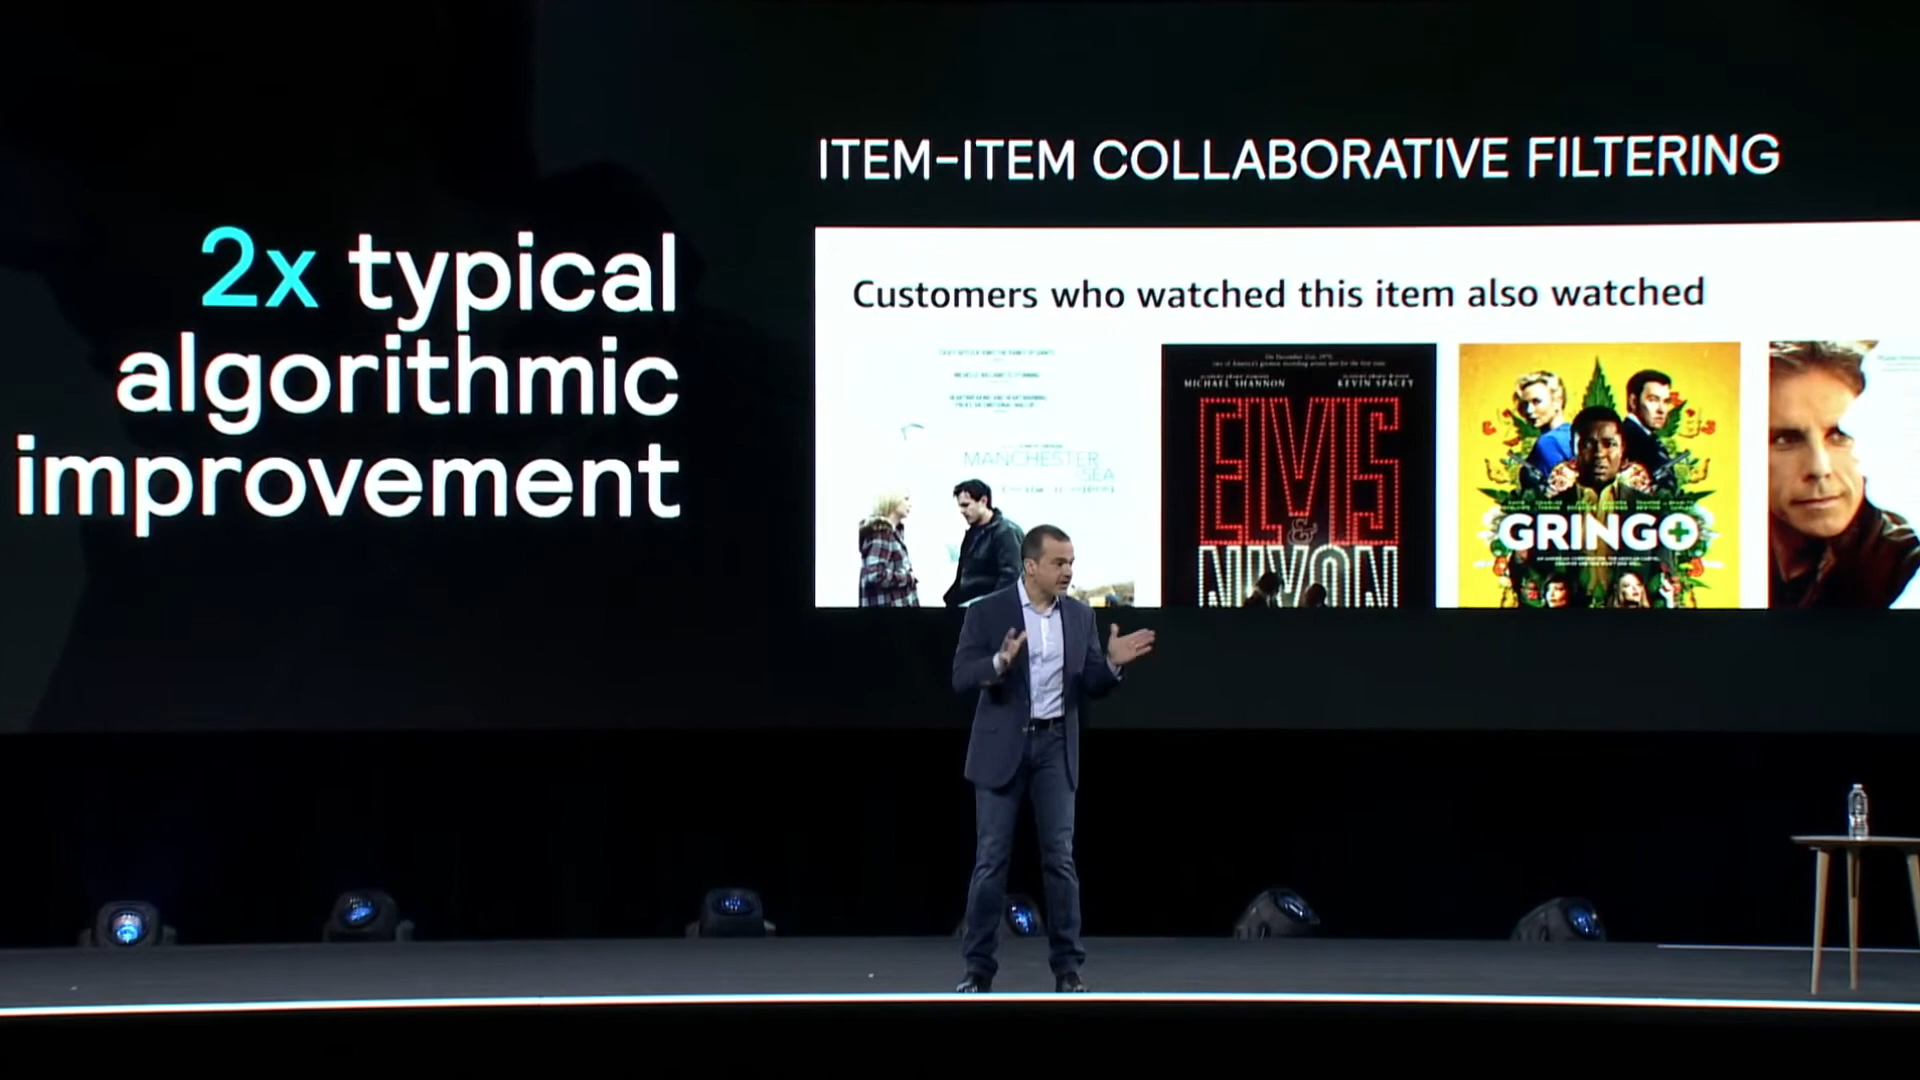 2x typical
algorithmic
improvement
ITEM-ITEM COLLABORATIVE FILTERING
Customers who watched this item also watched
MANCHESTER
SEA
MICHAEL SHANNON
KEVIN SPACEY
ELVIS
&
NIXON
GRINGO